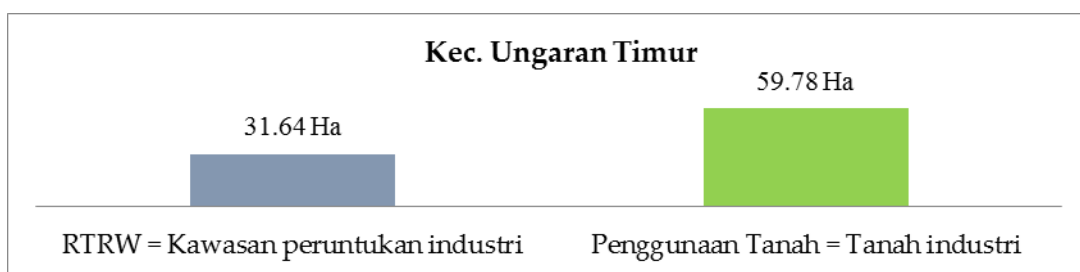 Kec. Ungaran Timur
59.78 Ha
31.64 Ha
RTRW = Kawasan peruntukan industri
Penggunaan Tanah = Tanah industri